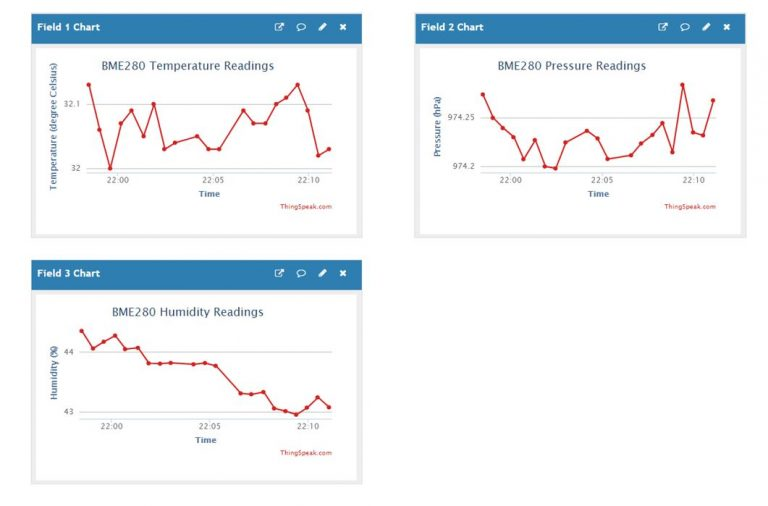 Field 1 Chart
BME280 Temperature Readings
Temperature (degree Celsius)
32.1
32
22:00
22:05
22:10
Time
ThingSpeak.com
Field 2 Chart
BME280 Pressure Readings
Pressure (hPa)
974.25
974.2
22:00
22:05
22:10
Time
ThingSpeak.com
Field 3 Chart
BME280 Humidity Readings
Humidity (%)
44
43
22:00
22:05
22:10
Time
ThingSpeak.com